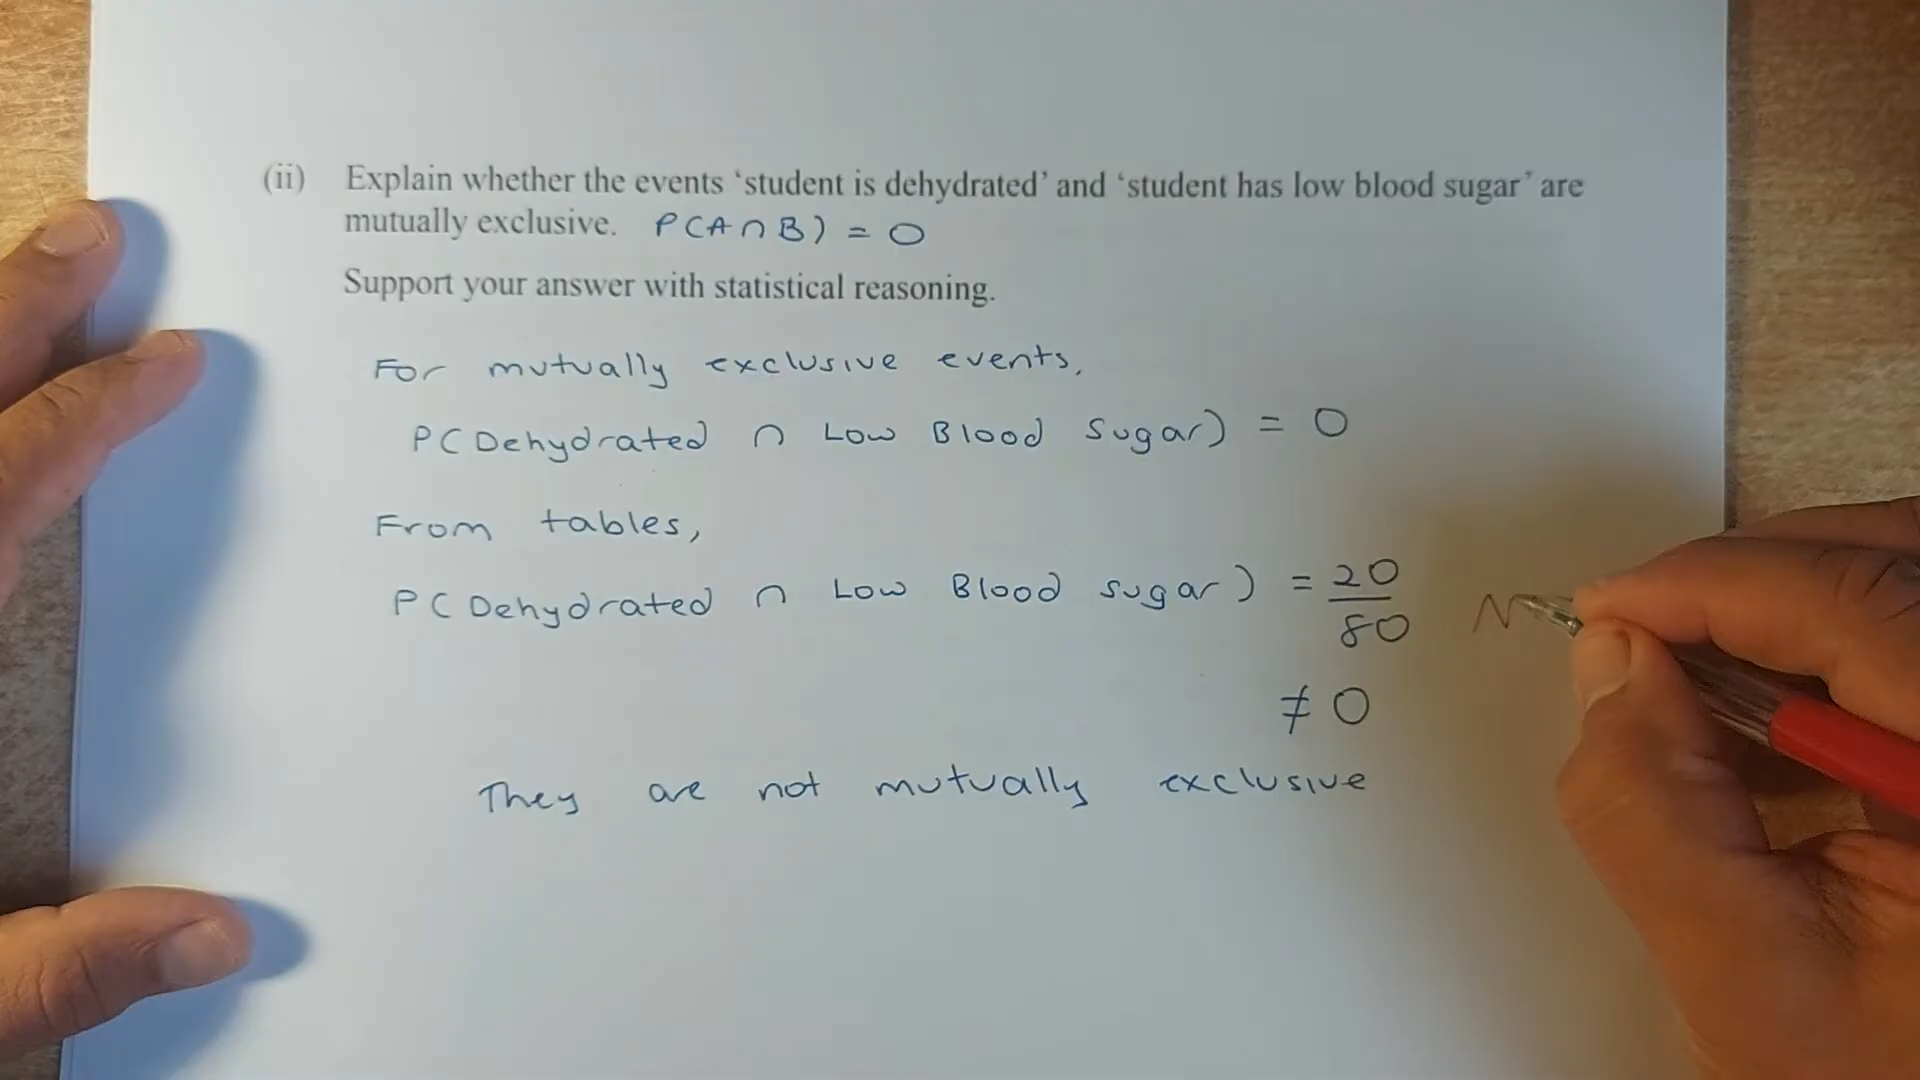 (ii) Explain whether the events ‘student is dehydrated’ and ‘student has low blood sugar’ are
mutually exclusive. P(A ∩ B) = 0
Support your answer with statistical reasoning.
For mutually exclusive events,
P(Dehydrated ∩ Low Blood Sugar) = 0
From tables,
P(Dehydrated ∩ Low Blood sugar) = 20/80
≠ 0
They are not mutually exclusive